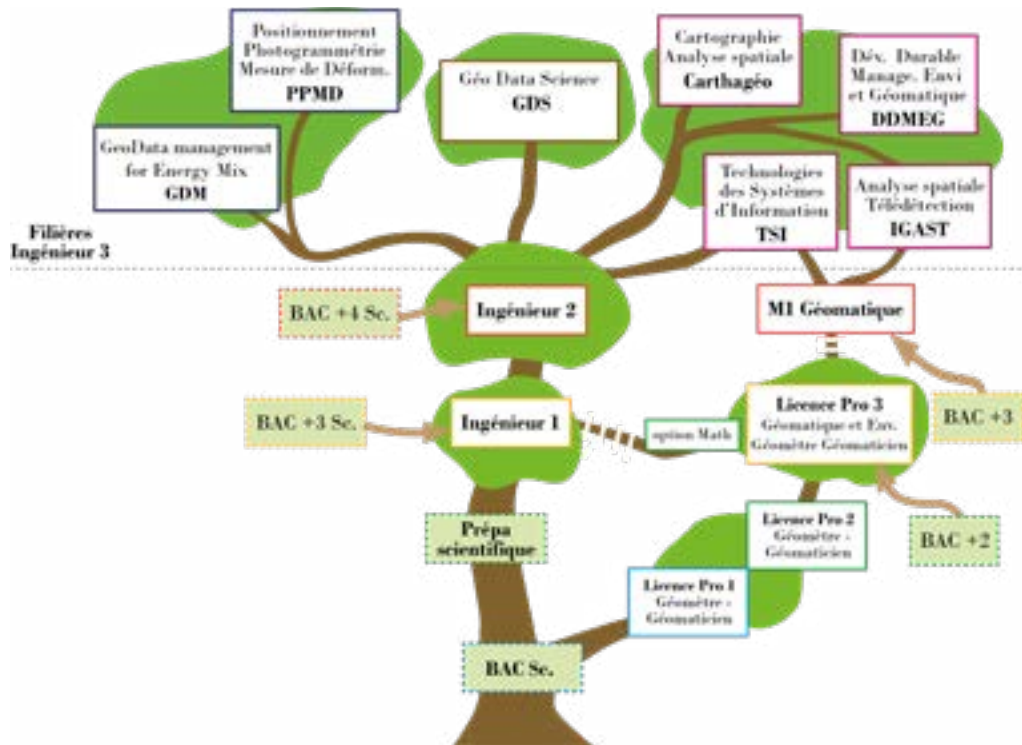 Positionnement
Photogrammétrie
Mesure de Déform.
PPMD
GeoData management
for Energy Mix
GDM
Géo Data Science
GDS
Cartographie
Analyse spatiale
Carthagéo
Dév. Durable
Manage. Envi
et Géomatique
DDMEG
Technologies
des Systèmes
d'Information
TSI
Analyse spatiale
Télédétection
IGAST
Filières
Ingénieur 3
BAC +4 Sc.
Ingénieur 2
M1 Géomatique
BAC +3 Sc.
Ingénieur 1
option Math
Licence Pro 3
Géomatique et Env.
Géomètre Géomaticien
BAC +3
Prépa
scientifique
Licence Pro 2
Géomètre -
Géomaticien
BAC +2
Licence Pro 1
Géomètre -
Géomaticien
BAC Sc.